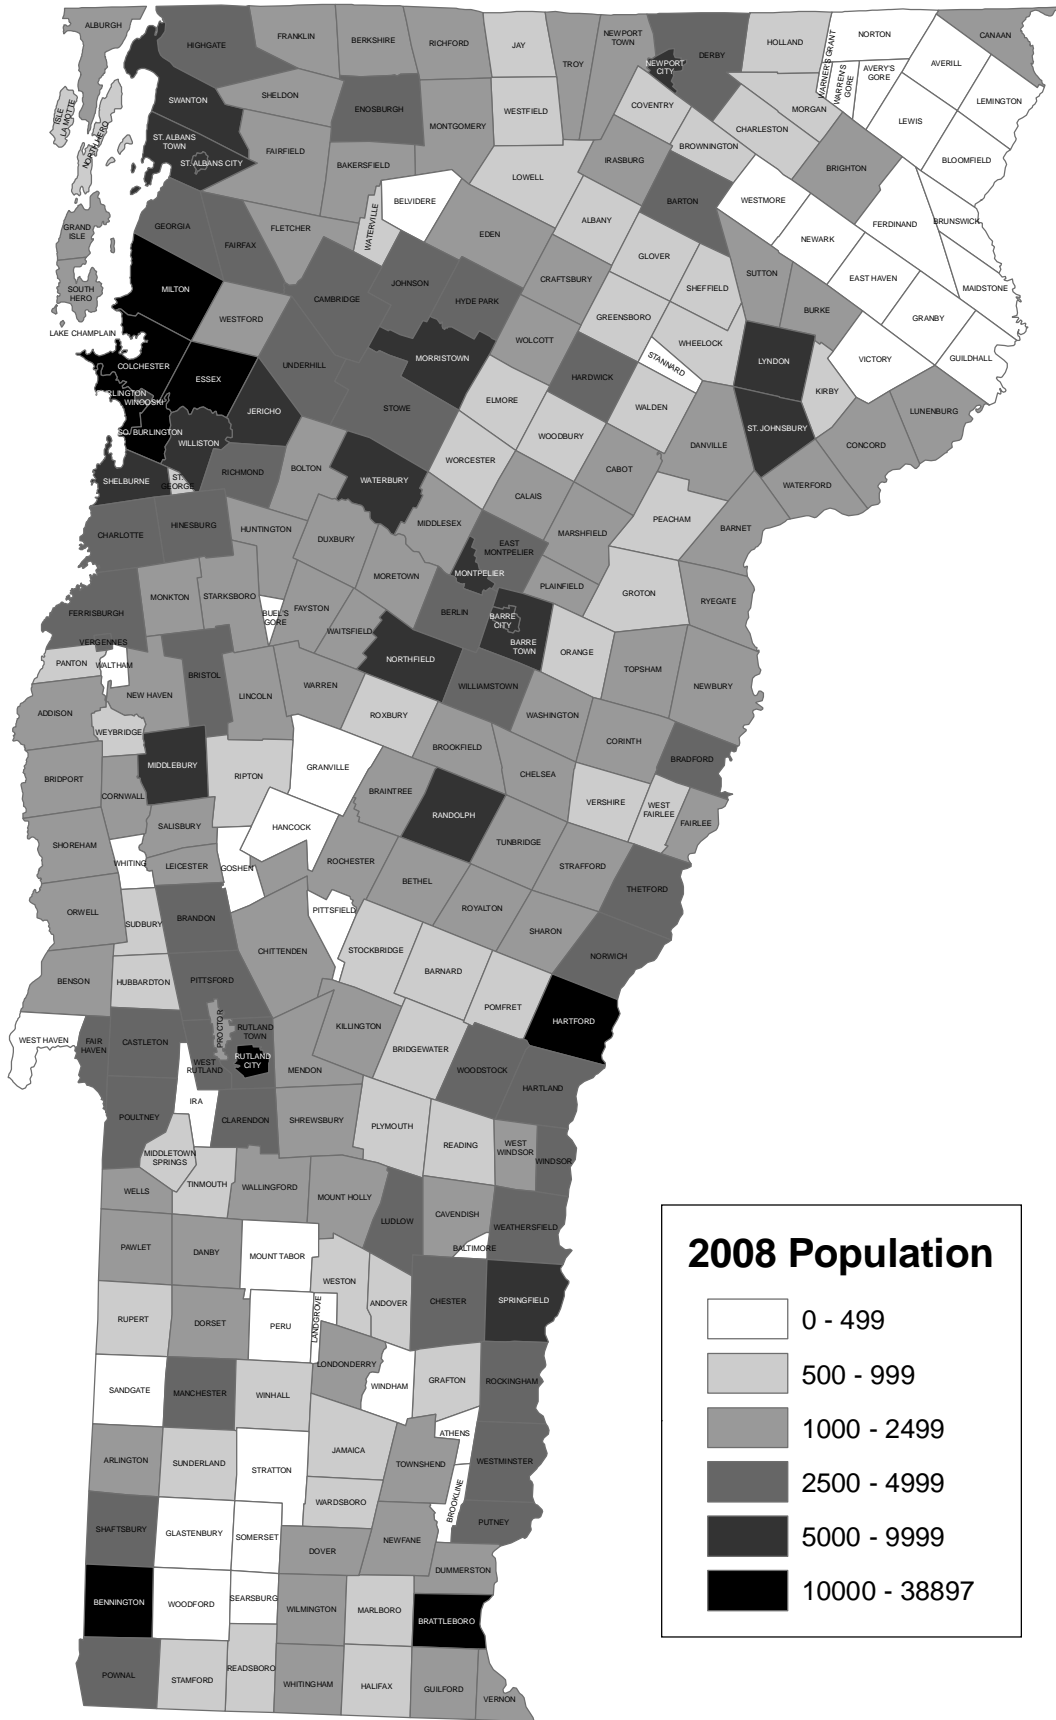 ALBURGH
HIGHGATE
FRANKLIN
BERKSHIRE
RICHFORD
JAY
TROY
NEWPORT
TOWN
NEWPORT
CITY
DERBY
HOLLAND
WARNER'S GRANT
WARREN'S
GORE
NORTON
AVERY'S
GORE
AVERILL
CANAAN
LEMINGTON
LEWIS
BLOOMFIELD
ISLE
LA MOTTE
NORTH HERO
SWANTON
SHELDON
ENOSBURGH
MONTGOMERY
WESTFIELD
COVENTRY
MORGAN
CHARLESTON
BROWNINGTON
BRIGHTON
ST. ALBANS
TOWN
ST. ALBANS CITY
FAIRFIELD
BAKERSFIELD
BELVIDERE
WATERVILLE
LOWELL
IRASBURG
BARTON
WESTMORE
FERDINAND
BRUNSWICK
GRAND
ISLE
GEORGIA
FAIRFAX
FLETCHER
EDEN
ALBANY
GLOVER
NEWARK
EAST HAVEN
MAIDSTONE
SOUTH
HERO
MILTON
WESTFORD
CAMBRIDGE
JOHNSON
HYDE PARK
CRAFTSBURY
GREENSBORO
SHEFFIELD
SUTTON
BURKE
GRANBY
GUILDHALL
VICTORY
LAKE CHAMPLAIN
COLCHESTER
ESSEX
UNDERHILL
MORRISTOWN
WOLCOTT
HARDWICK
STANNARD
WHEELOCK
LYNDON
KIRBY
LUNENBURG
RLINGTON
WINOOSKI
SO. BURLINGTON
WILLISTON
JERICHO
STOWE
ELMORE
WOODBURY
WALDEN
DANVILLE
ST. JOHNSBURY
CONCORD
WATERFORD
SHELBURNE
ST.
GEORGE
RICHMOND
BOLTON
WATERBURY
WORCESTER
CALAIS
CABOT
PEACHAM
BARNET
CHARLOTTE
HINESBURG
HUNTINGTON
DUXBURY
MIDDLESEX
EAST
MONTPELIER
MONTPELIER
MARSHFIELD
PLAINFIELD
GROTON
RYEGATE
FERRISBURGH
MONKTON
STARKSBORO
BUEL'S
GORE
FAYSTON
MORETOWN
WAITSFIELD
BERLIN
BARRE
CITY
BARRE
TOWN
ORANGE
TOPSHAM
NEWBURY
VERGENNES
PANTON
WALTHAM
NEW HAVEN
BRISTOL
LINCOLN
WARREN
NORTHFIELD
WILLIAMSTOWN
WASHINGTON
CORINTH
BRADFORD
ADDISON
WEYBRIDGE
MIDDLEBURY
RIPTON
GRANVILLE
ROXBURY
BROOKFIELD
CHELSEA
VERSHIRE
WEST
FAIRLEE
FAIRLEE
BRIDPORT
CORNWALL
SALISBURY
HANCOCK
BRAINTREE
RANDOLPH
TUNBRIDGE
STRAFFORD
THETFORD
SHOREHAM
WHITING
LEICESTER
GOSHEN
ROCHESTER
BETHEL
ROYALTON
SHARON
NORWICH
ORWELL
SUDBURY
BRANDON
PITTSFIELD
CHITTENDEN
STOCKBRIDGE
BARNARD
POMFRET
HARTFORD
BENSON
HUBBARDTON
PITTSFORD
PROCTOR
RUTLAND
TOWN
RUTLAND
CITY
KILLINGTON
BRIDGEWATER
WOODSTOCK
HARTLAND
WEST HAVEN
FAIR
HAVEN
CASTLETON
WEST
RUTLAND
MENDON
IRA
POULTNEY
CLARENDON
SHREWSBURY
PLYMOUTH
READING
WEST
WINDSOR
WINDSOR
MIDDLETOWN
SPRINGS
TINMOUTH
WELLS
WALLINGFORD
MOUNT HOLLY
LUDLOW
CAVENDISH
WEATHERSFIELD
BALTIMORE
PAWLET
DANBY
MOUNT TABOR
WESTON
ANDOVER
CHESTER
SPRINGFIELD
RUPERT
DORSET
PERU
LANDGROVE
LONDONDERRY
WINDHAM
GRAFTON
ROCKINGHAM
SANDGATE
MANCHESTER
WINHALL
JAMAICA
ATHENS
TOWNSHEND
WESTMINSTER
ARLINGTON
SUNDERLAND
STRATTON
WARDSBORO
BROOKLINE
PUTNEY
SHAFTSBURY
GLASTENBURY
SOMERSET
DOVER
NEWFANE
DUMMERSTON
BENNINGTON
WOODFORD
SEARSBURG
WILMINGTON
MARLBORO
BRATTLEBORO
POWNAL
STAMFORD
READSBORO
WHITINGHAM
HALIFAX
GUILFORD
VERNON
2008 Population
0 - 499
500 - 999
1000 - 2499
2500 - 4999
5000 - 9999
10000 - 38897